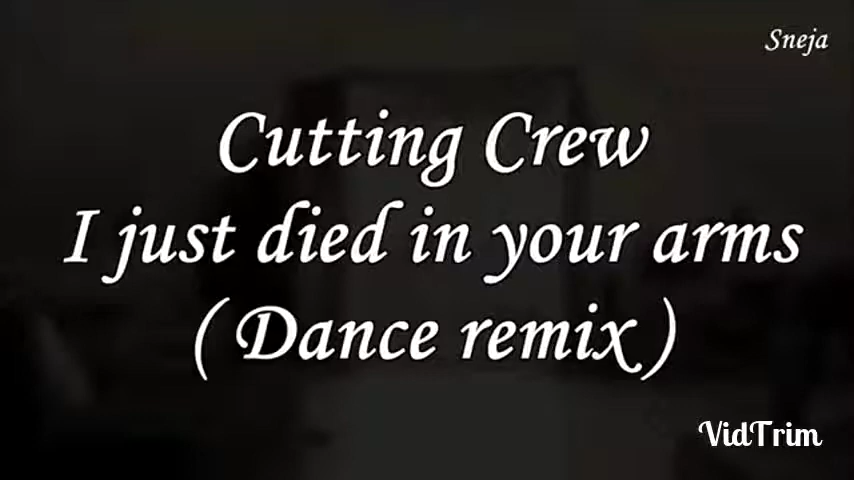 Sneja
Cutting Crew
I just died in your arms
( Dance remix )
VidTrim